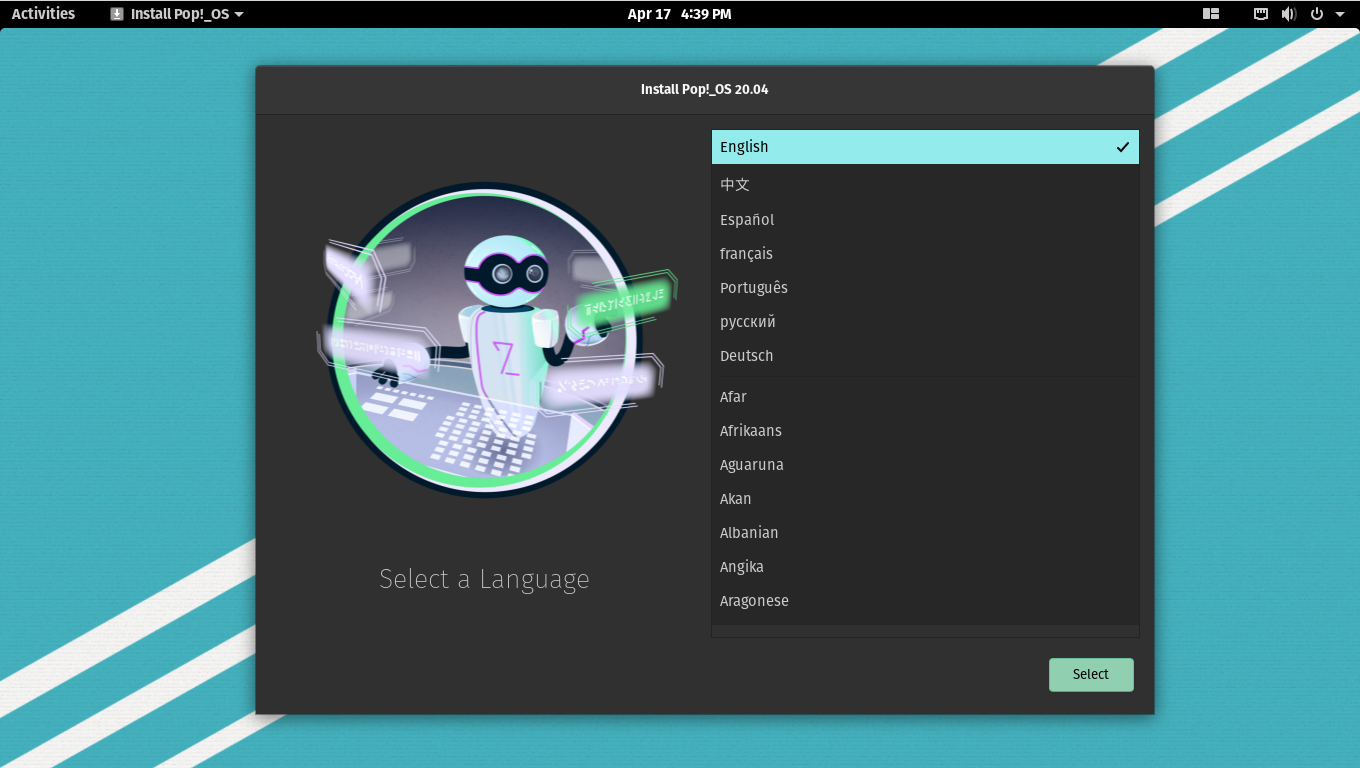 Activities
Install Pop!_OS
Apr 17 4:39 PM
Install Pop!_OS 20.04
English
中文
Español
français
Português
русский
Deutsch
Afar
Afrikaans
Aguaruna
Akan
Albanian
Angika
Aragonese
Select a Language
Select